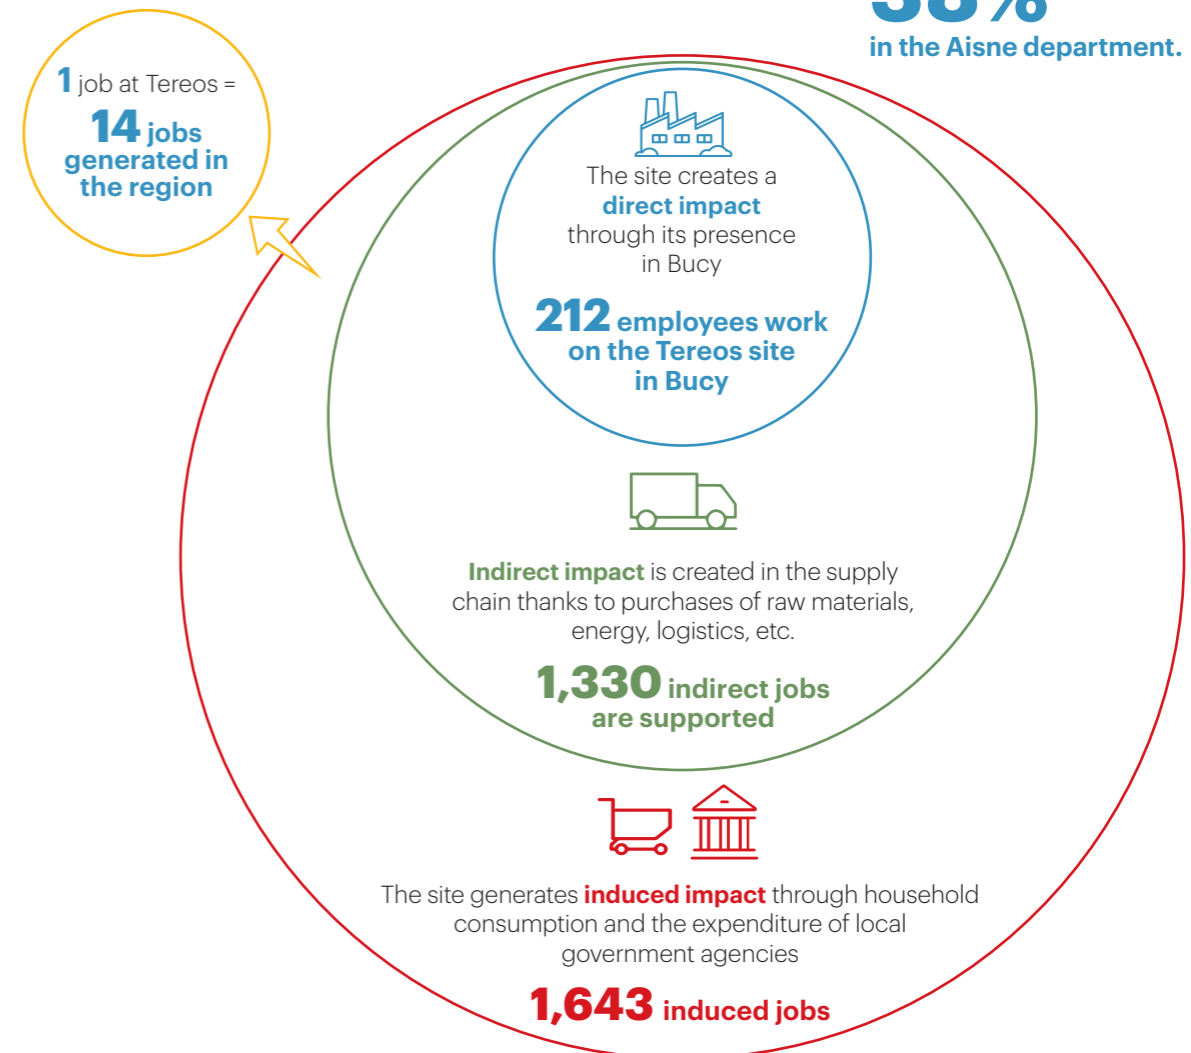 38%
in the Aisne department.
1 job at Tereos =
14 jobs
generated in
the region
The site creates a
direct impact
through its presence
in Bucy
212 employees work
on the Tereos site
in Bucy
Indirect impact is created in the supply
chain thanks to purchases of raw materials,
energy, logistics, etc.
1,330 indirect jobs
are supported
The site generates induced impact through household
consumption and the expenditure of local
government agencies
1,643 induced jobs